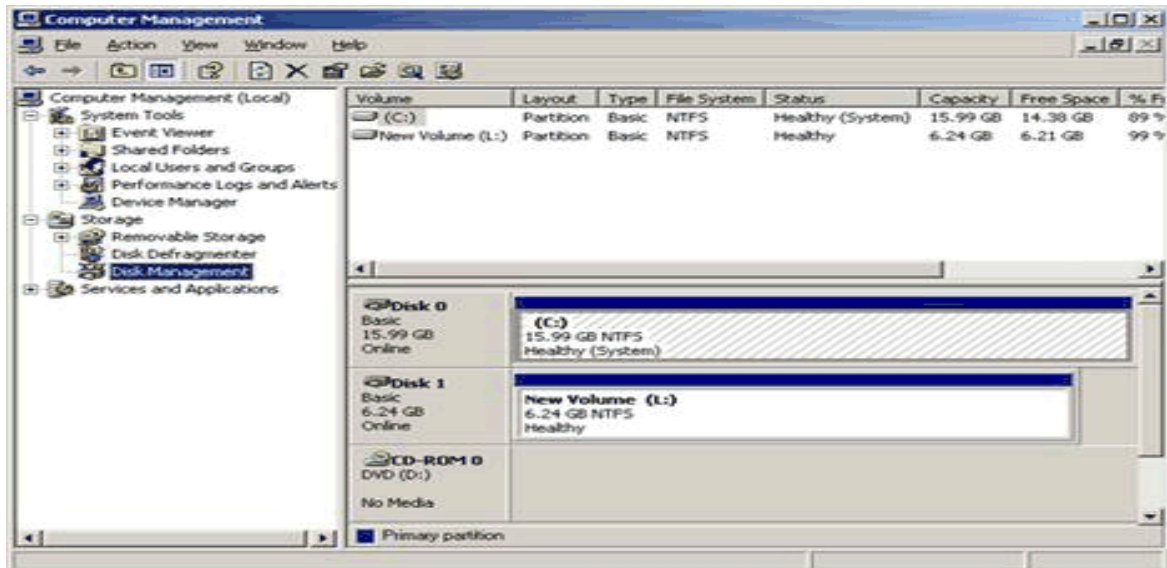 Computer Management
File Action View Window Help
Computer Management (Local)
System Tools
Event Viewer
Shared Folders
Local Users and Groups
Performance Logs and Alerts
Device Manager
Storage
Removable Storage
Disk Defragmenter
Disk Management
Services and Applications
Volume Layout Type File System Status Capacity Free Space % F
(C:) Partition Basic NTFS Healthy (System) 15.99 GB 14.38 GB 89 %
New Volume (L:) Partition Basic NTFS Healthy 6.24 GB 6.21 GB 99 %
Disk 0
Basic
15.99 GB
Online
(C:)
15.99 GB NTFS
Healthy (System)
Disk 1
Basic
6.24 GB
Online
New Volume (L:)
6.24 GB NTFS
Healthy
CD-ROM 0
DVD (D:)
No Media
Primary partition